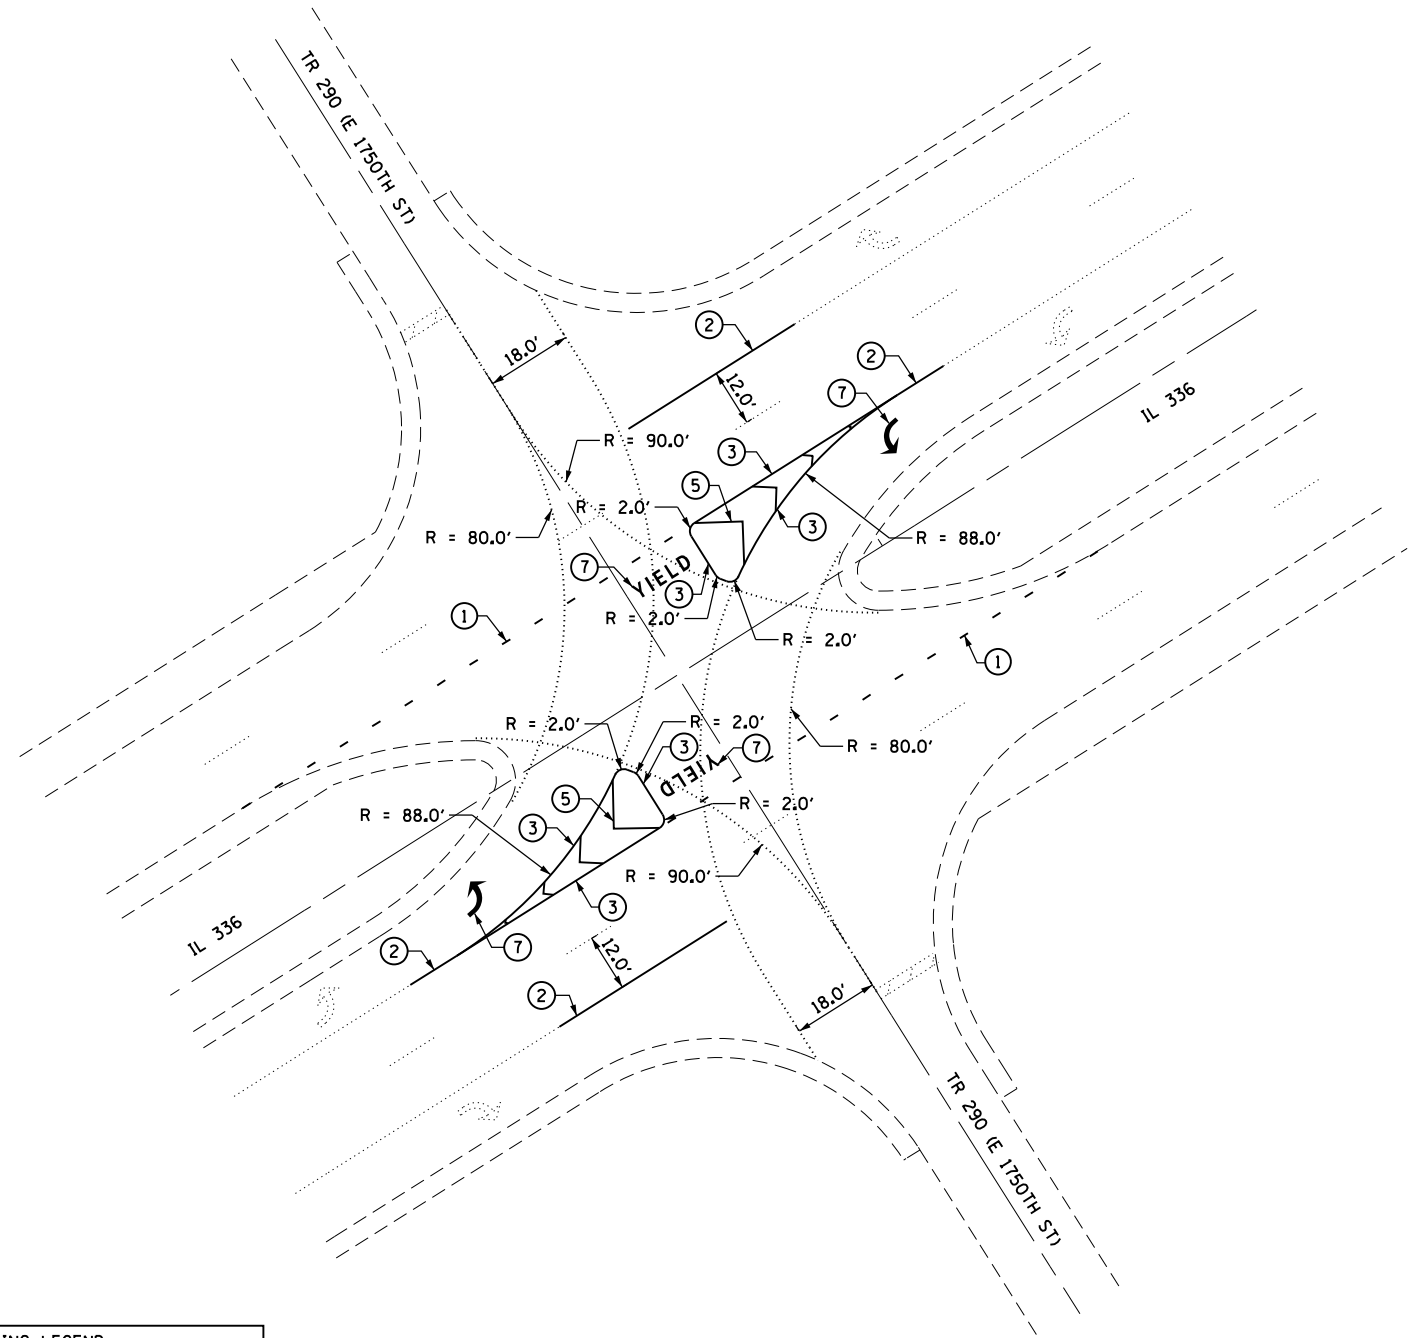 TR 290 (E 1750TH ST)
2
18.0'
2
12.0'
7
IL 336
R = 90.0'
3
5
R = 2.0'
3
R = 80.0'
R = 88.0'
7
YIELD
3
1
R = 2.0'
R = 2.0'
1
R = 2.0'
R = 2.0'
3
7
R = 80.0'
YIELD
5
R = 2.0'
R = 88.0'
3
R = 90.0'
3
IL 336
7
2
12.0'
2
18.0'
TR 290 (E 1750TH ST)